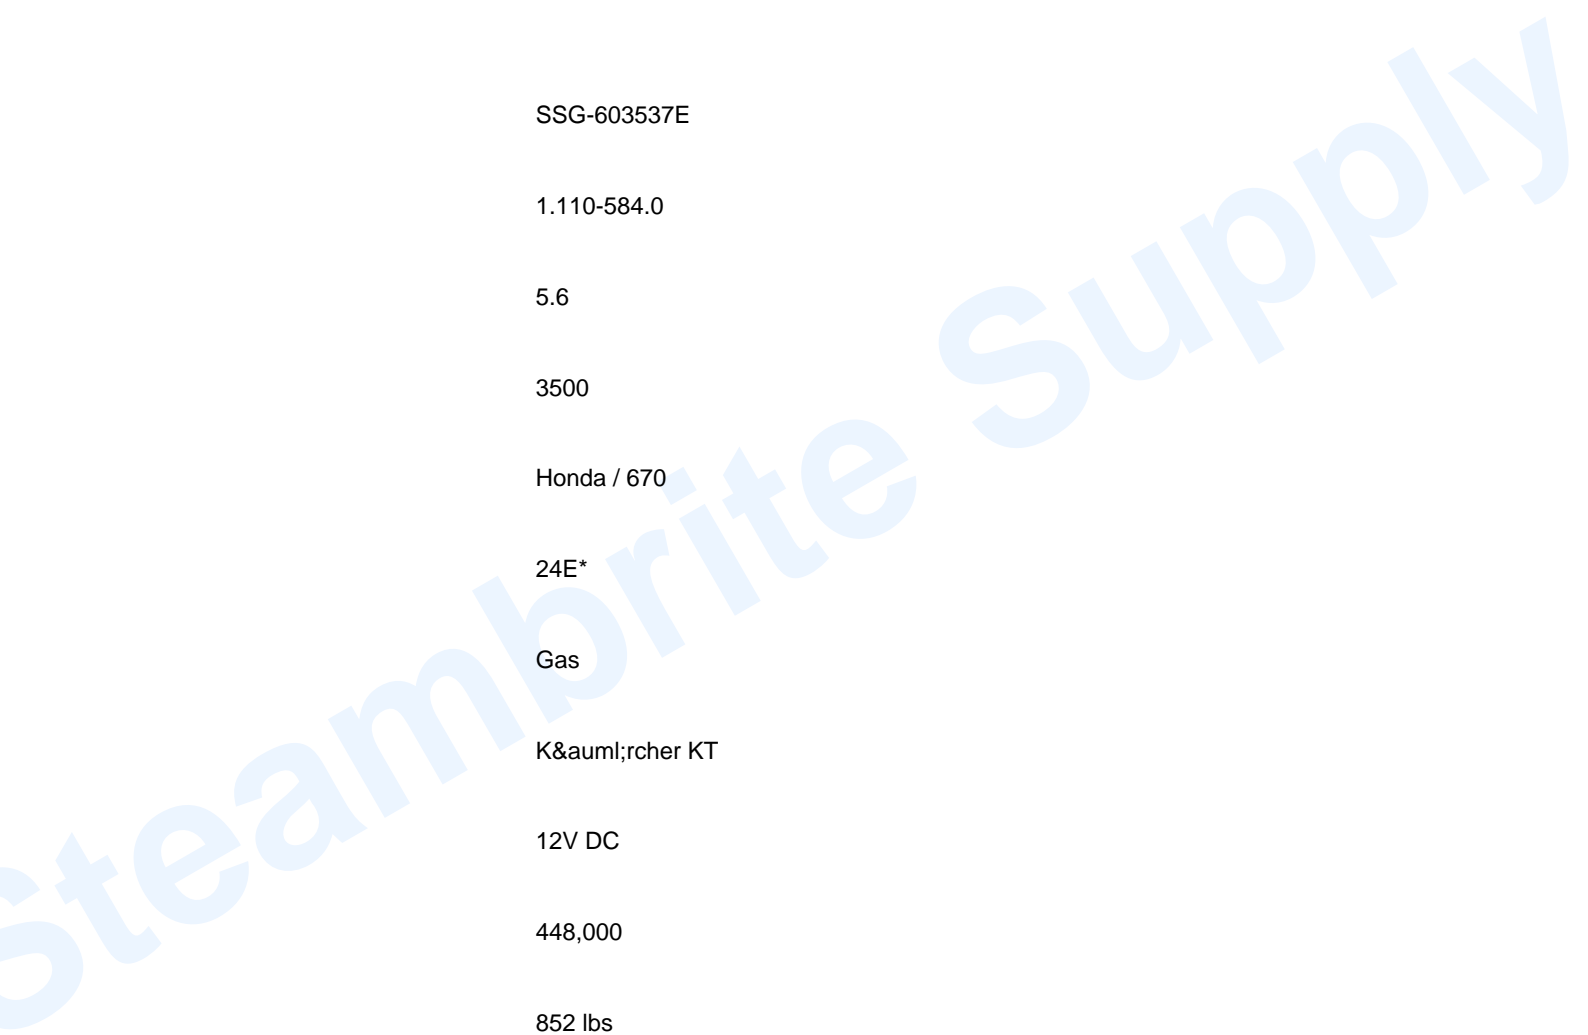 SSG-603537E
1.110-584.0
5.6
3500
Honda / 670
24E*
Gas
K&auml;rcher KT
12V DC
448,000
852 lbs
Steambrite Supply